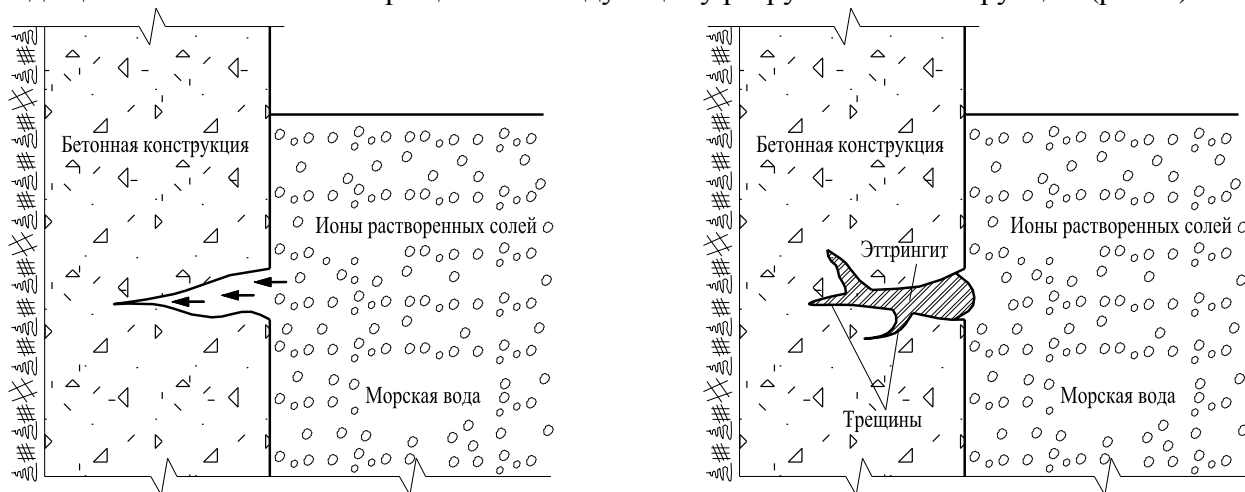 Бетонная конструкция
Ионы растворенных солей
Морская вода
Бетонная конструкция
Ионы растворенных солей
Эттрингит
Морская вода
Трещины